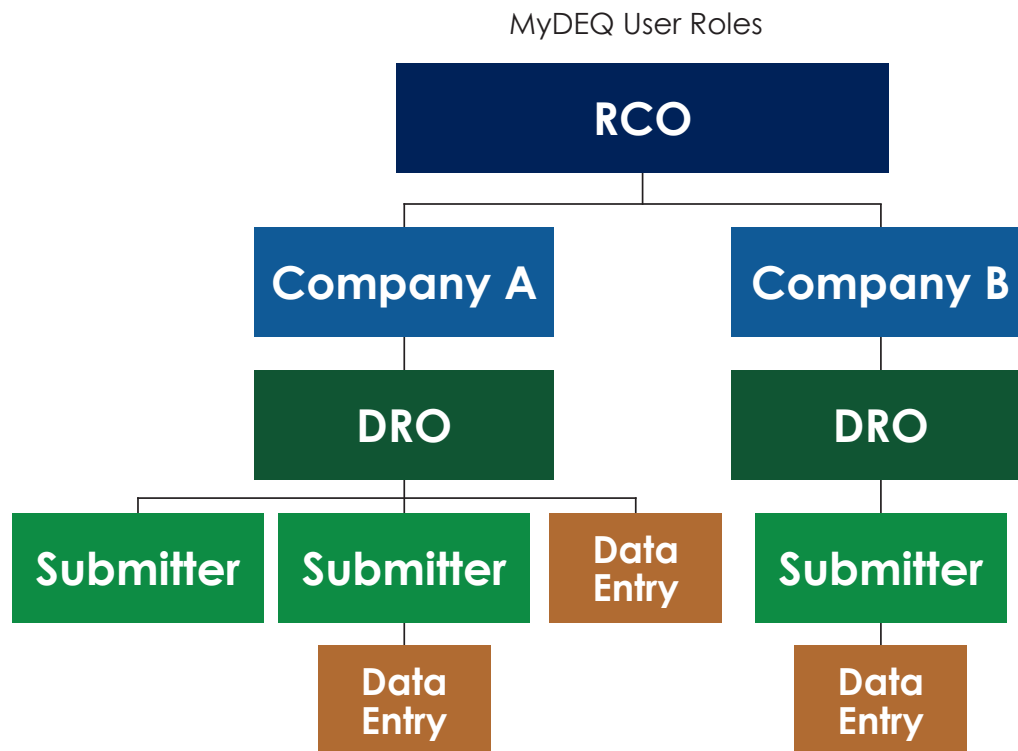 MyDEQ User Roles
RCO
Company A
Company B
DRO
DRO
Submitter
Submitter
Data
Entry
Submitter
Data
Entry
Data
Entry